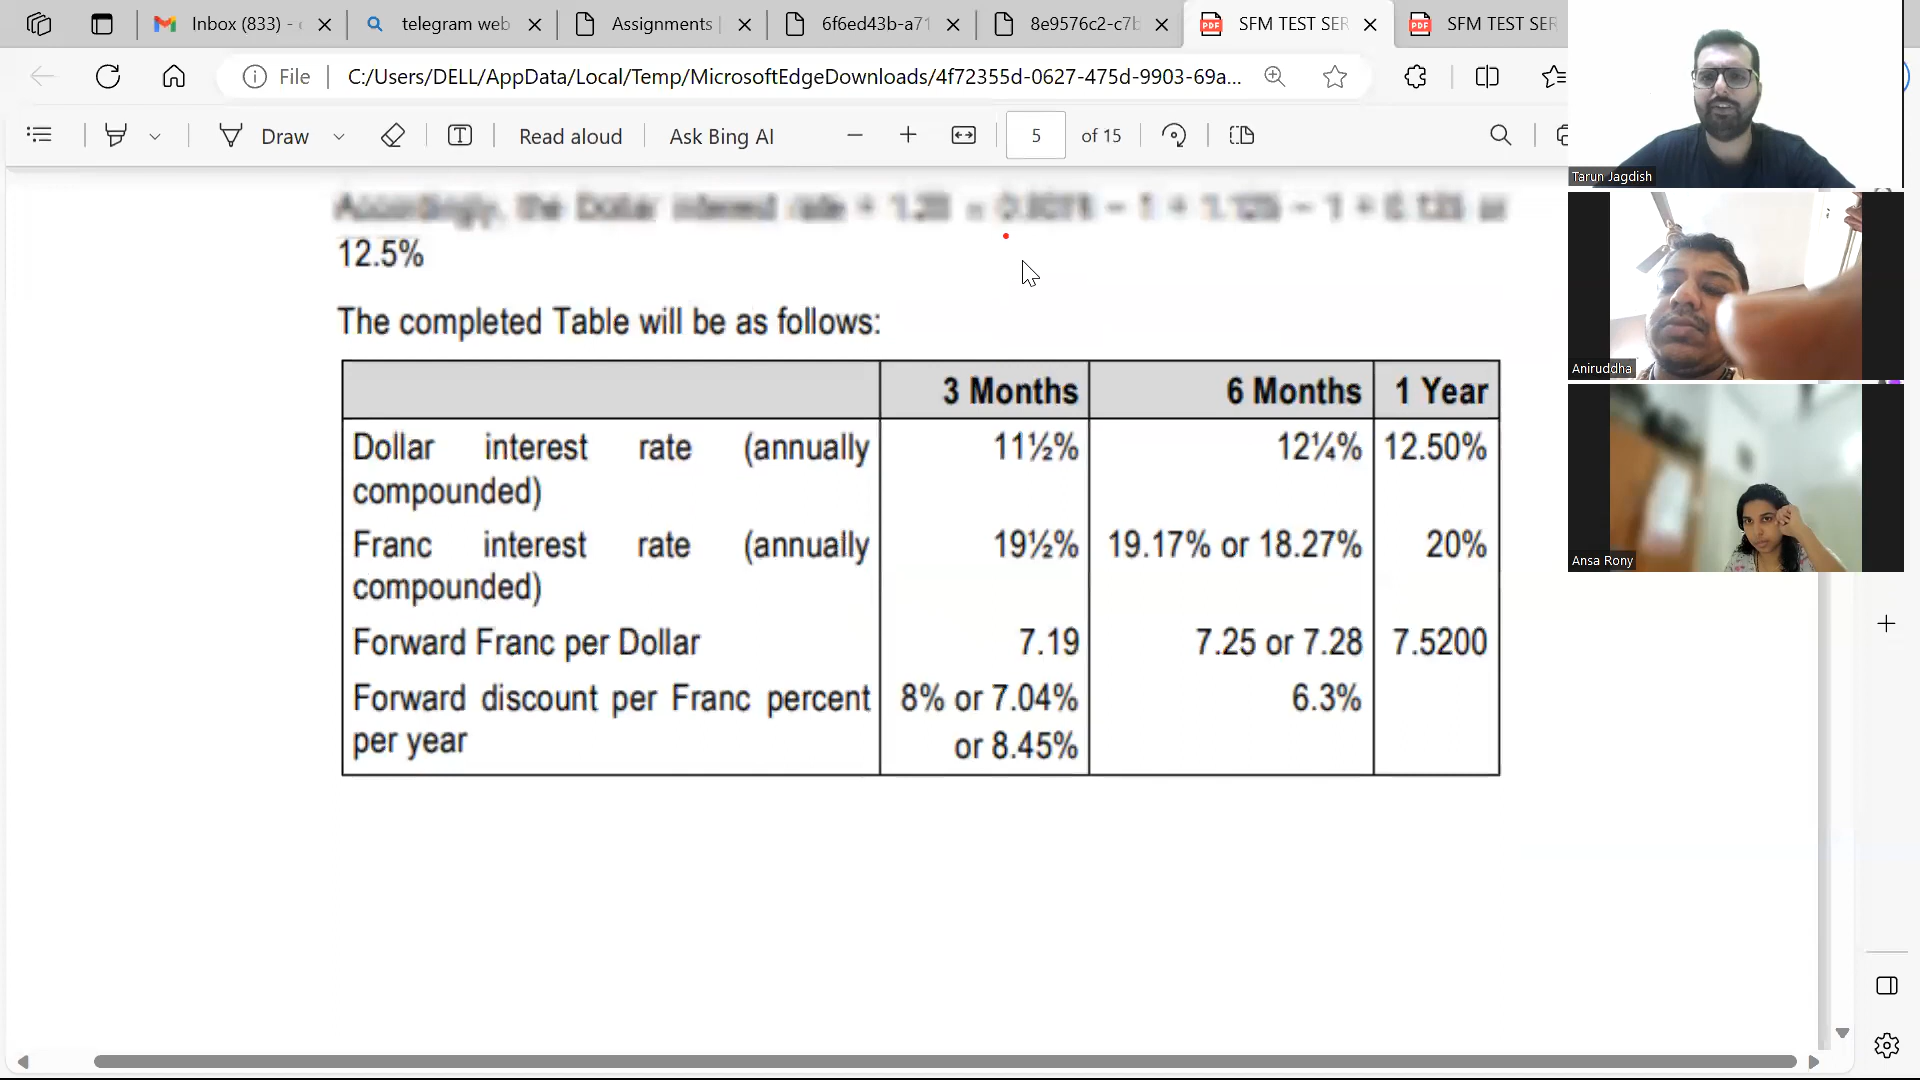 Inbox (833) -
telegram web
Assignments
6f6ed43b-a71
8e9576c2-c7b
SFM TEST SER
SFM TEST SER
File
C:/Users/DELL/AppData/Local/Temp/MicrosoftEdgeDownloads/4f72355d-0627-475d-9903-69a...
Draw
Read aloud
Ask Bing AI
5
of 15
Tarun Jagdish
Aniruddha
Ansa Rony
Accordingly, the Dollar interest rate
12.5%
The completed Table will be as follows:
3 Months 6 Months 1 Year
Dollar interest rate (annually compounded) 11½% 12¼% 12.50%
Franc interest rate (annually compounded) 19½% 19.17% or 18.27% 20%
Forward Franc per Dollar 7.19 7.25 or 7.28 7.5200
Forward discount per Franc percent per year 8% or 7.04% or 8.45% 6.3%